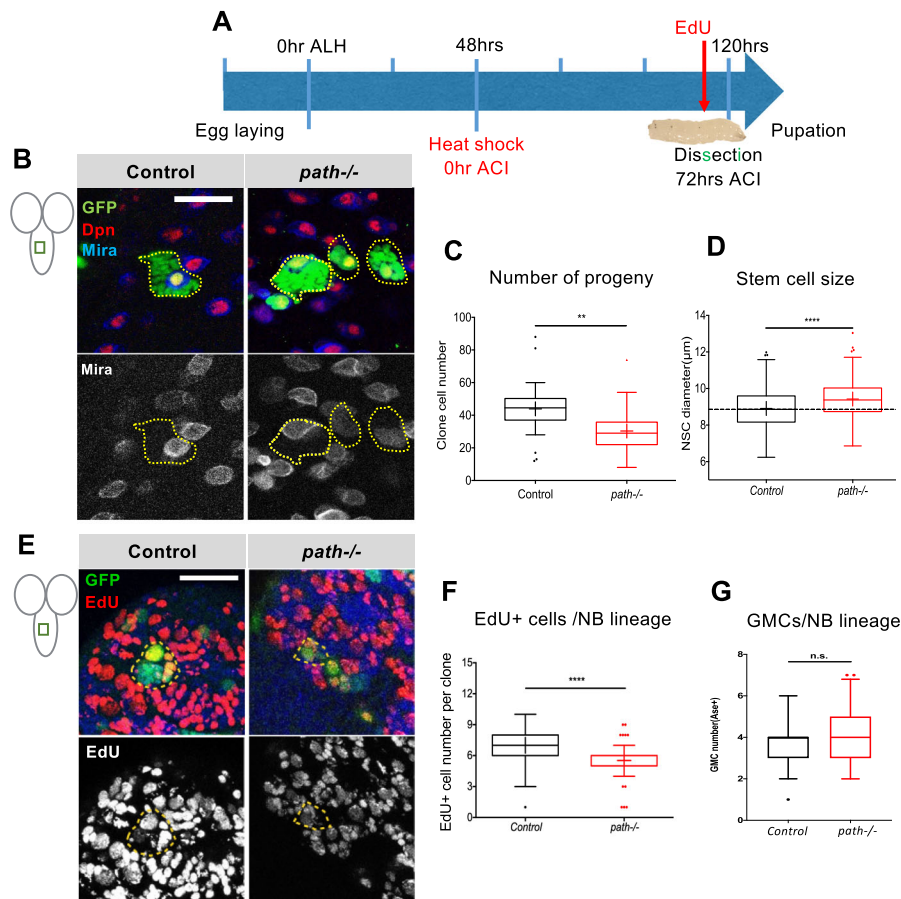 A
EdU
0hr ALH
48hrs
120hrs
Egg laying
Heat shock
0hr ACI
Dissection
72hrs ACI
Pupation
B
Control
path-/-
GFP
Dpn
Mira
Mira
C
Number of progeny
**
Clone cell number
100
80
60
40
20
0
Control
path-/-
D
Stem cell size
****
NSC diameter(μm)
14
12
10
8
6
Control
path-/-
E
Control
path-/-
GFP
EdU
EdU
F
EdU+ cells /NB lineage
****
EdU+ cell number per clone
15
12
9
6
3
0
Control
path-/-
G
GMCs/NB lineage
n.s.
GMC number(Ase+)
8
6
4
2
0
Control
path-/-